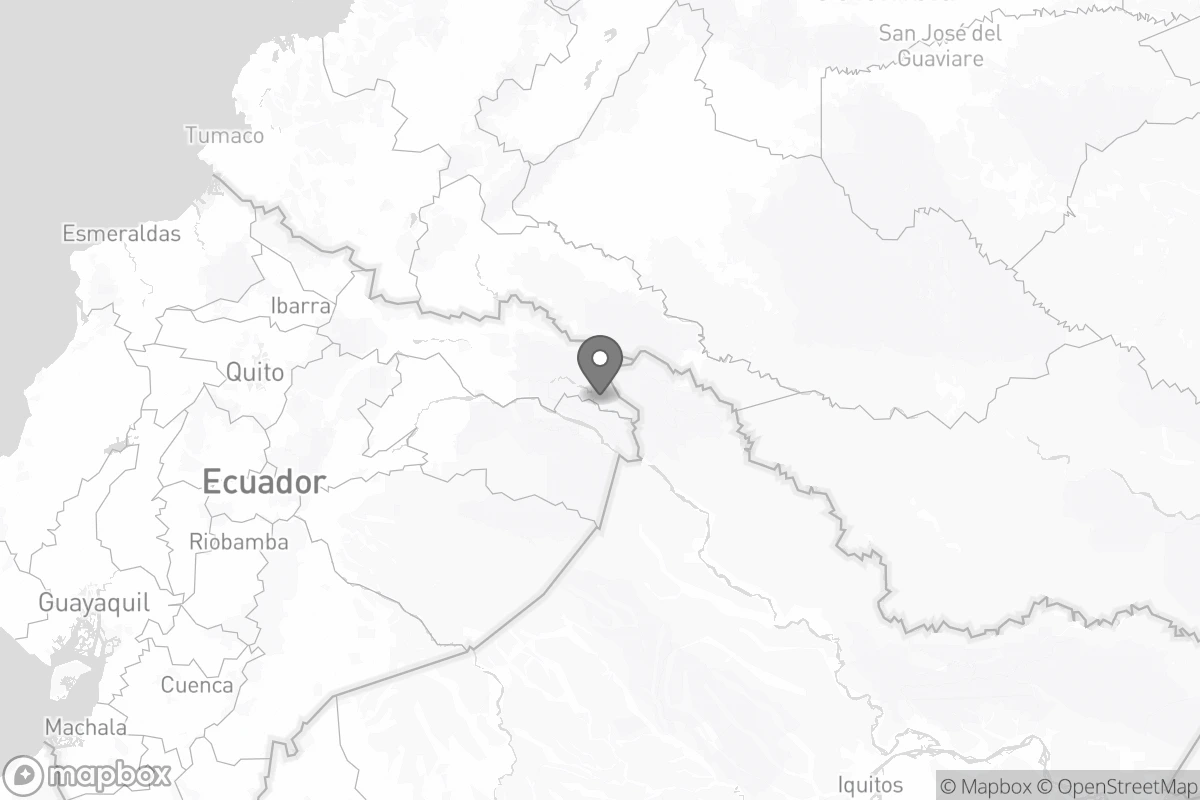 San José del
Guaviare
Tumaco
Esmeraldas
Ibarra
Quito
Ecuador
Riobamba
Guayaquil
Cuenca
Machala
Iquitos
mapbox
© Mapbox © OpenStreetMap